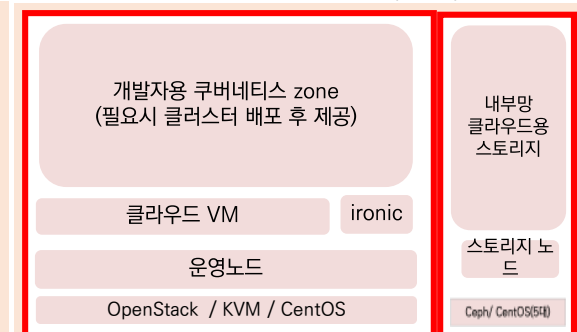 개발자용 쿠버네티스 zone
(필요시 클러스터 배포 후 제공)
클라우드 VM
ironic
운영노드
OpenStack / KVM / CentOS
내부망
클라우드용
스토리지
스토리지 노
드
Ceph/ CentOS(5대)